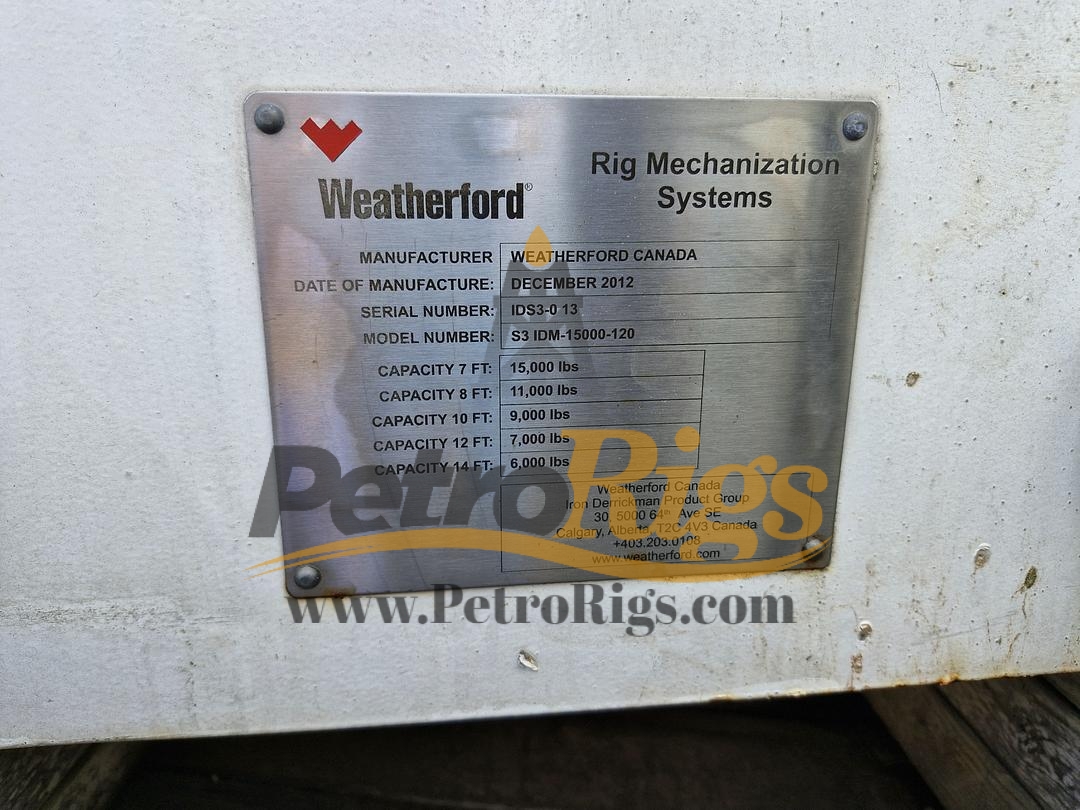 Weatherford®
Rig Mechanization
Systems
MANUFACTURER WEATHERFORD CANADA
DATE OF MANUFACTURE: DECEMBER 2012
SERIAL NUMBER: IDS3-0 13
MODEL NUMBER: S3 IDM-15000-120
CAPACITY 7 FT: 15,000 lbs
CAPACITY 8 FT: 11,000 lbs
CAPACITY 10 FT: 9,000 lbs
CAPACITY 12 FT: 7,000 lbs
CAPACITY 14 FT: 6,000 lbs
Weatherford Canada
Iron Derrickman Product Group
30, 5000 64th Ave SE
Calgary, Alberta, T2C 4V3 Canada
+403.203.0108
www.weatherford.com
PetroRigs
www.PetroRigs.com